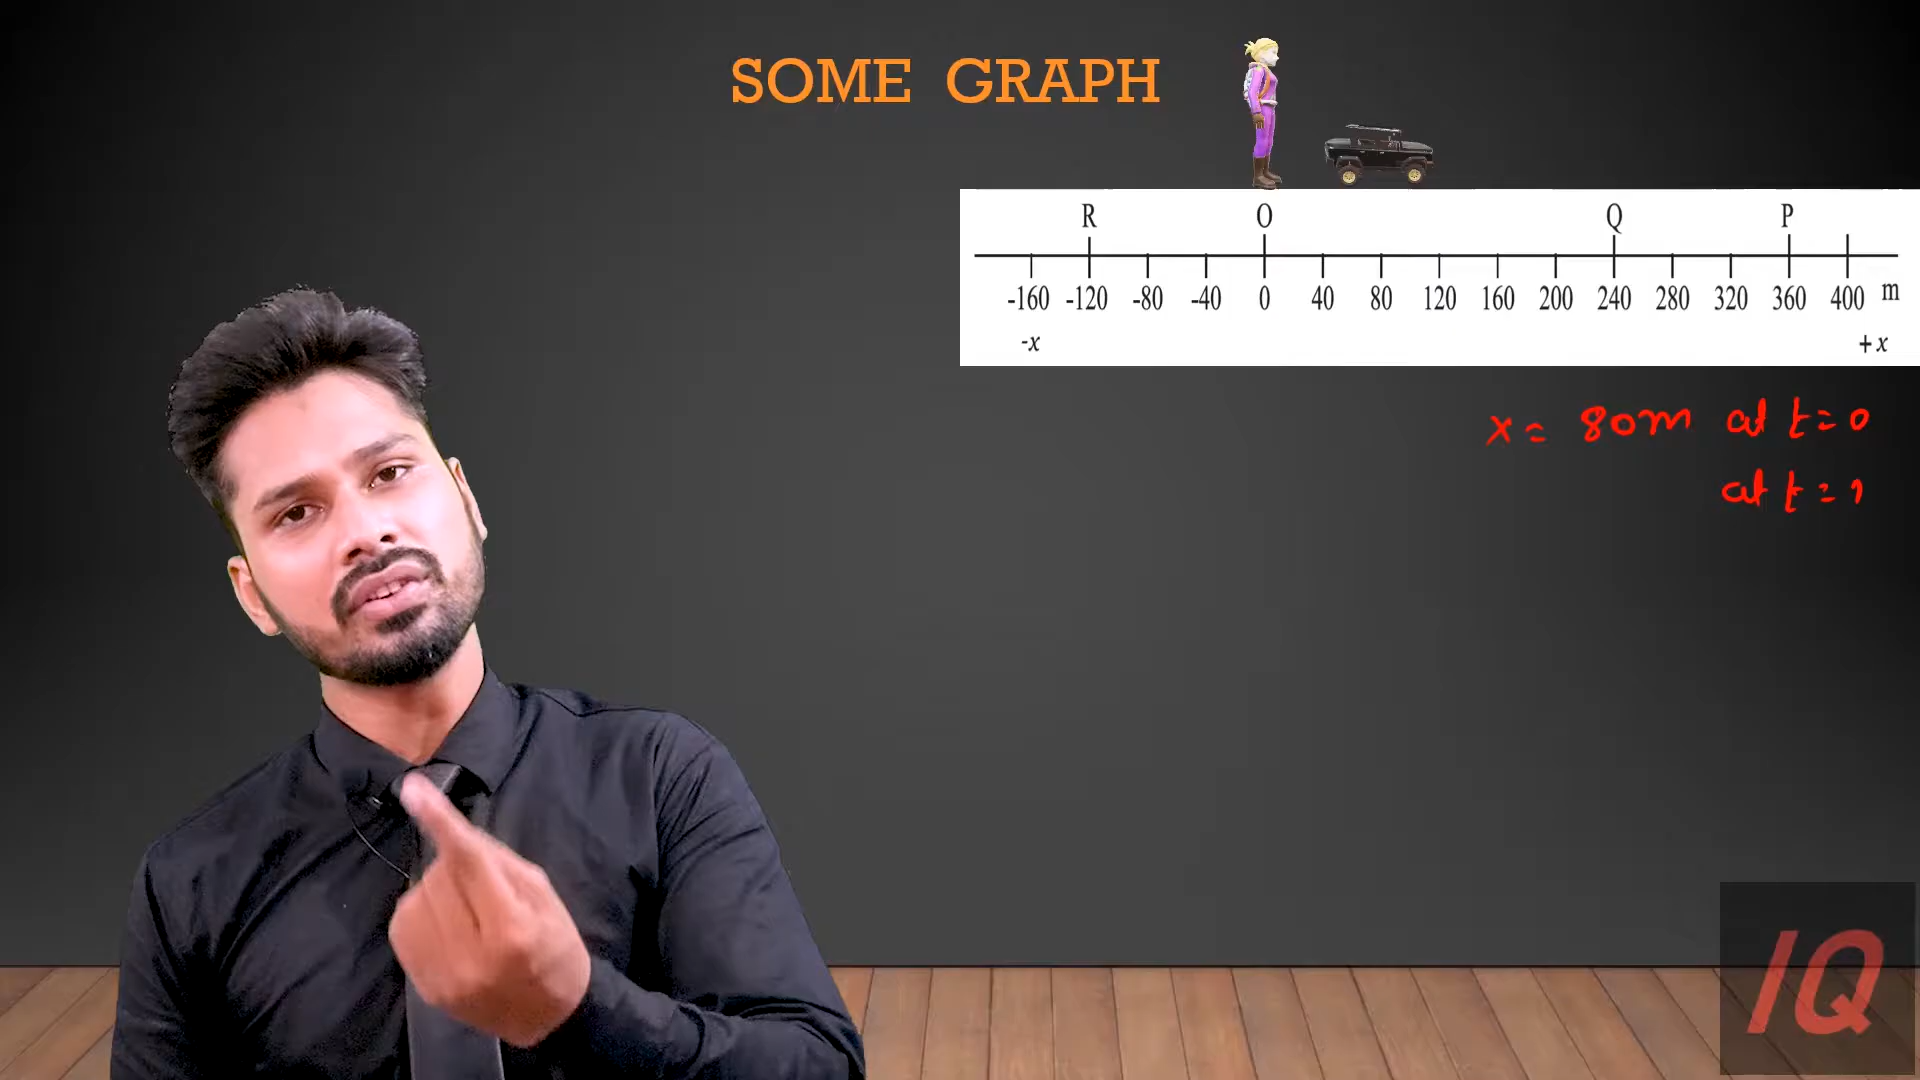 SOME GRAPH
R O Q P
-160 -120 -80 -40 0 40 80 120 160 200 240 280 320 360 400 m
-x +x
x = 80m at t=0
at t=1
IQ